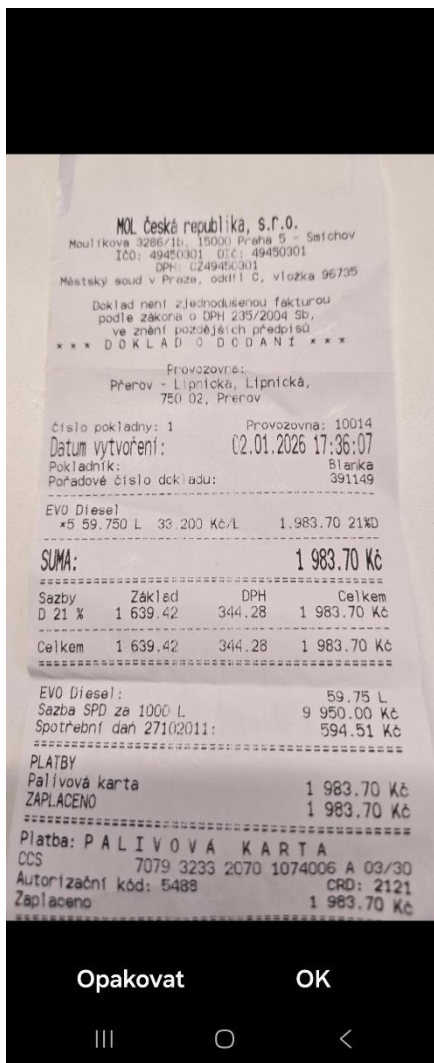 MOL Česká republika, s.r.o.
Moulíkova 3286/1b, 15000 Praha 5 - Smíchov
IČO: 49450301 DIČ: 49450301
DPH: CZ49450301
Městský soud v Praze, oddíl C, vložka 96735
Doklad není zjednodušenou fakturou
podle zákona o DPH 235/2004 Sb,
ve znění pozdějších předpisů
* * * DOKLAD O DODÁNÍ * * *
Provozovna:
Přerov - Lipnická, Lipnická,
750 02, Prerov
Číslo pokladny: 1 Provozovna: 10014
Datum vytvoření: 02.01.2026 17:36:07
Pokladník: Blanka
Pořadové číslo dokladu: 391149
EVO Diesel
*5 59.750 L 33.200 Kč/L 1.983.70 21%D
SUMA: 1 983.70 Kč
Sazby Základ DPH Celkem
D 21 % 1 639.42 344.28 1 983.70 Kč
Celkem 1 639.42 344.28 1 983.70 Kč
EVO Diesel: 59.75 L
Sazba SPD za 1000 L 9 950.00 Kč
Spotřební daň 27102011: 594.51 Kč
PLATBY
Palivová karta 1 983.70 Kč
ZAPLACENO 1 983.70 Kč
Platba: PALIVOVÁ KARTA
CCS 7079 3233 2070 1074006 A 03/30
Autorizační kód: 5488 CRD: 2121
Zaplaceno 1 983.70 Kč
Opakovat OK